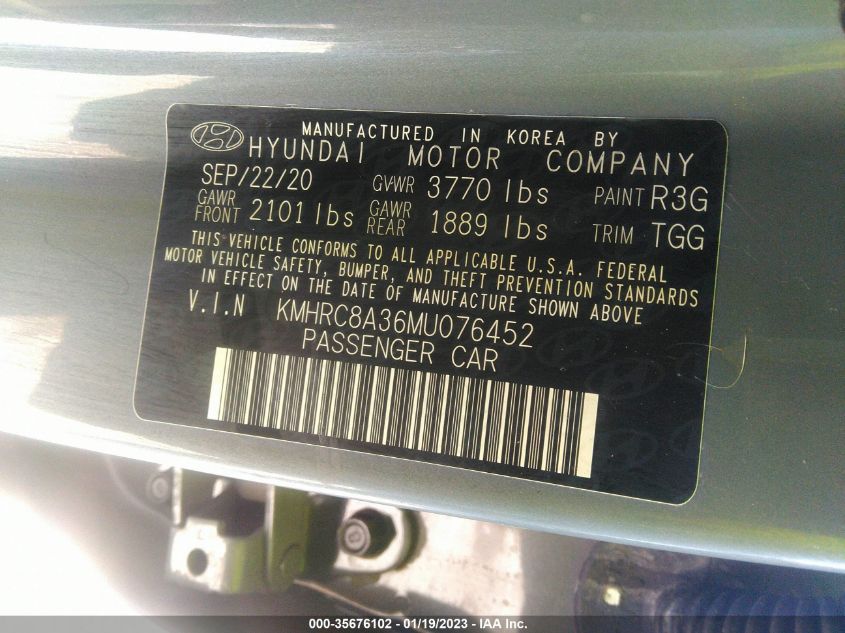 MANUFACTURED IN KOREA BY
HYUNDAI MOTOR COMPANY
SEP/22/20 GVWR 3770 lbs PAINT R3G
GAWR FRONT 2101 lbs GAWR REAR 1889 lbs TRIM TGG
THIS VEHICLE CONFORMS TO ALL APPLICABLE U.S.A. FEDERAL
MOTOR VEHICLE SAFETY, BUMPER, AND THEFT PREVENTION STANDARDS
IN EFFECT ON THE DATE OF MANUFACTURE SHOWN ABOVE
V.I.N KMHRC8A36MU076452
PASSENGER CAR
000-35676102 - 01/19/2023 - IAA Inc.